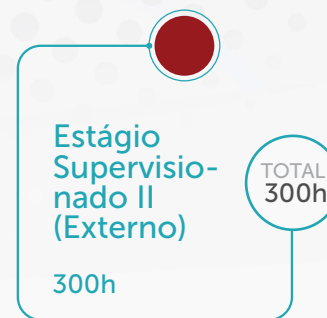 Estágio
Supervisio-
nado II
(Externo)
300h
TOTAL
300h